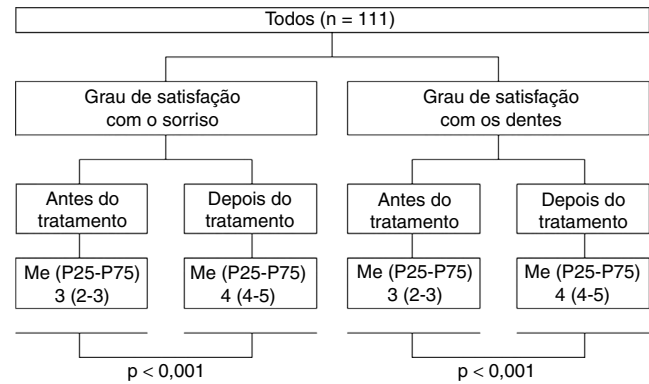 Todos (n = 111)
Grau de satisfação
com o sorriso
Grau de satisfação
com os dentes
Antes do
tratamento
Depois do
tratamento
Antes do
tratamento
Depois do
tratamento
Me (P25-P75)
3 (2-3)
Me (P25-P75)
4 (4-5)
Me (P25-P75)
3 (2-3)
Me (P25-P75)
4 (4-5)
p < 0,001
p < 0,001